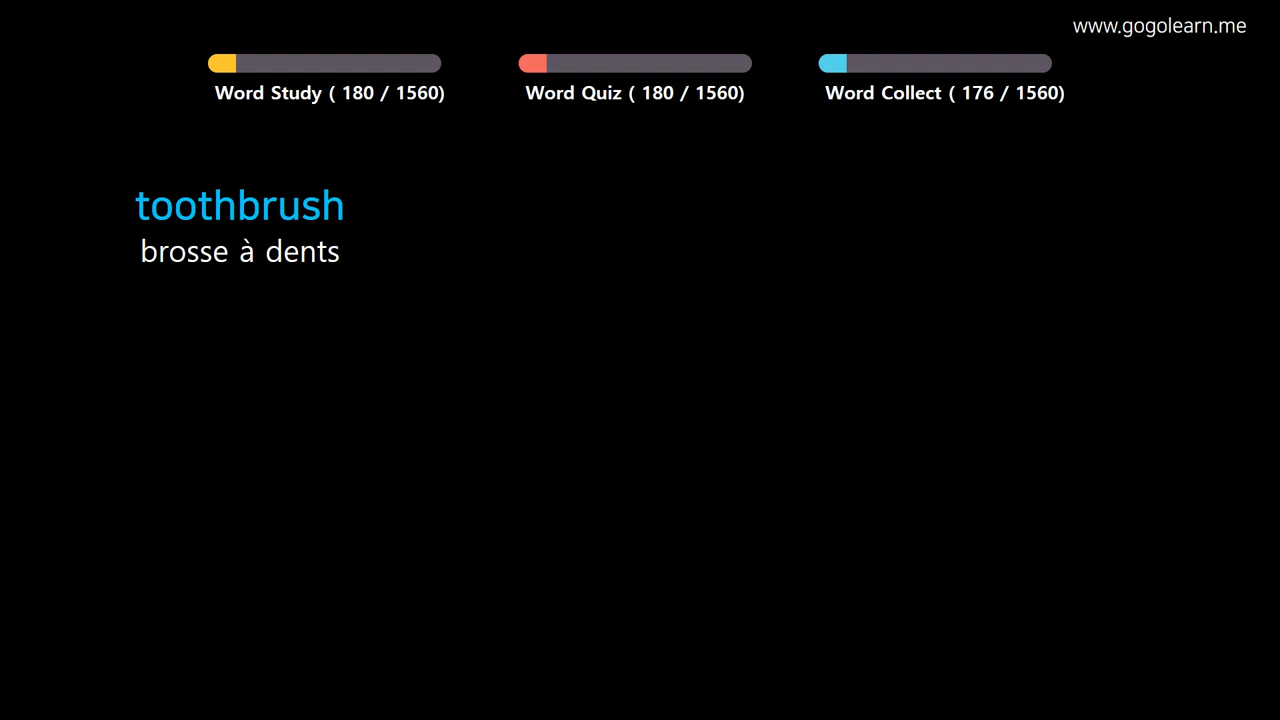 www.gogolearn.me
Word Study ( 180 / 1560)
Word Quiz ( 180 / 1560)
Word Collect ( 176 / 1560)
toothbrush
brosse à dents